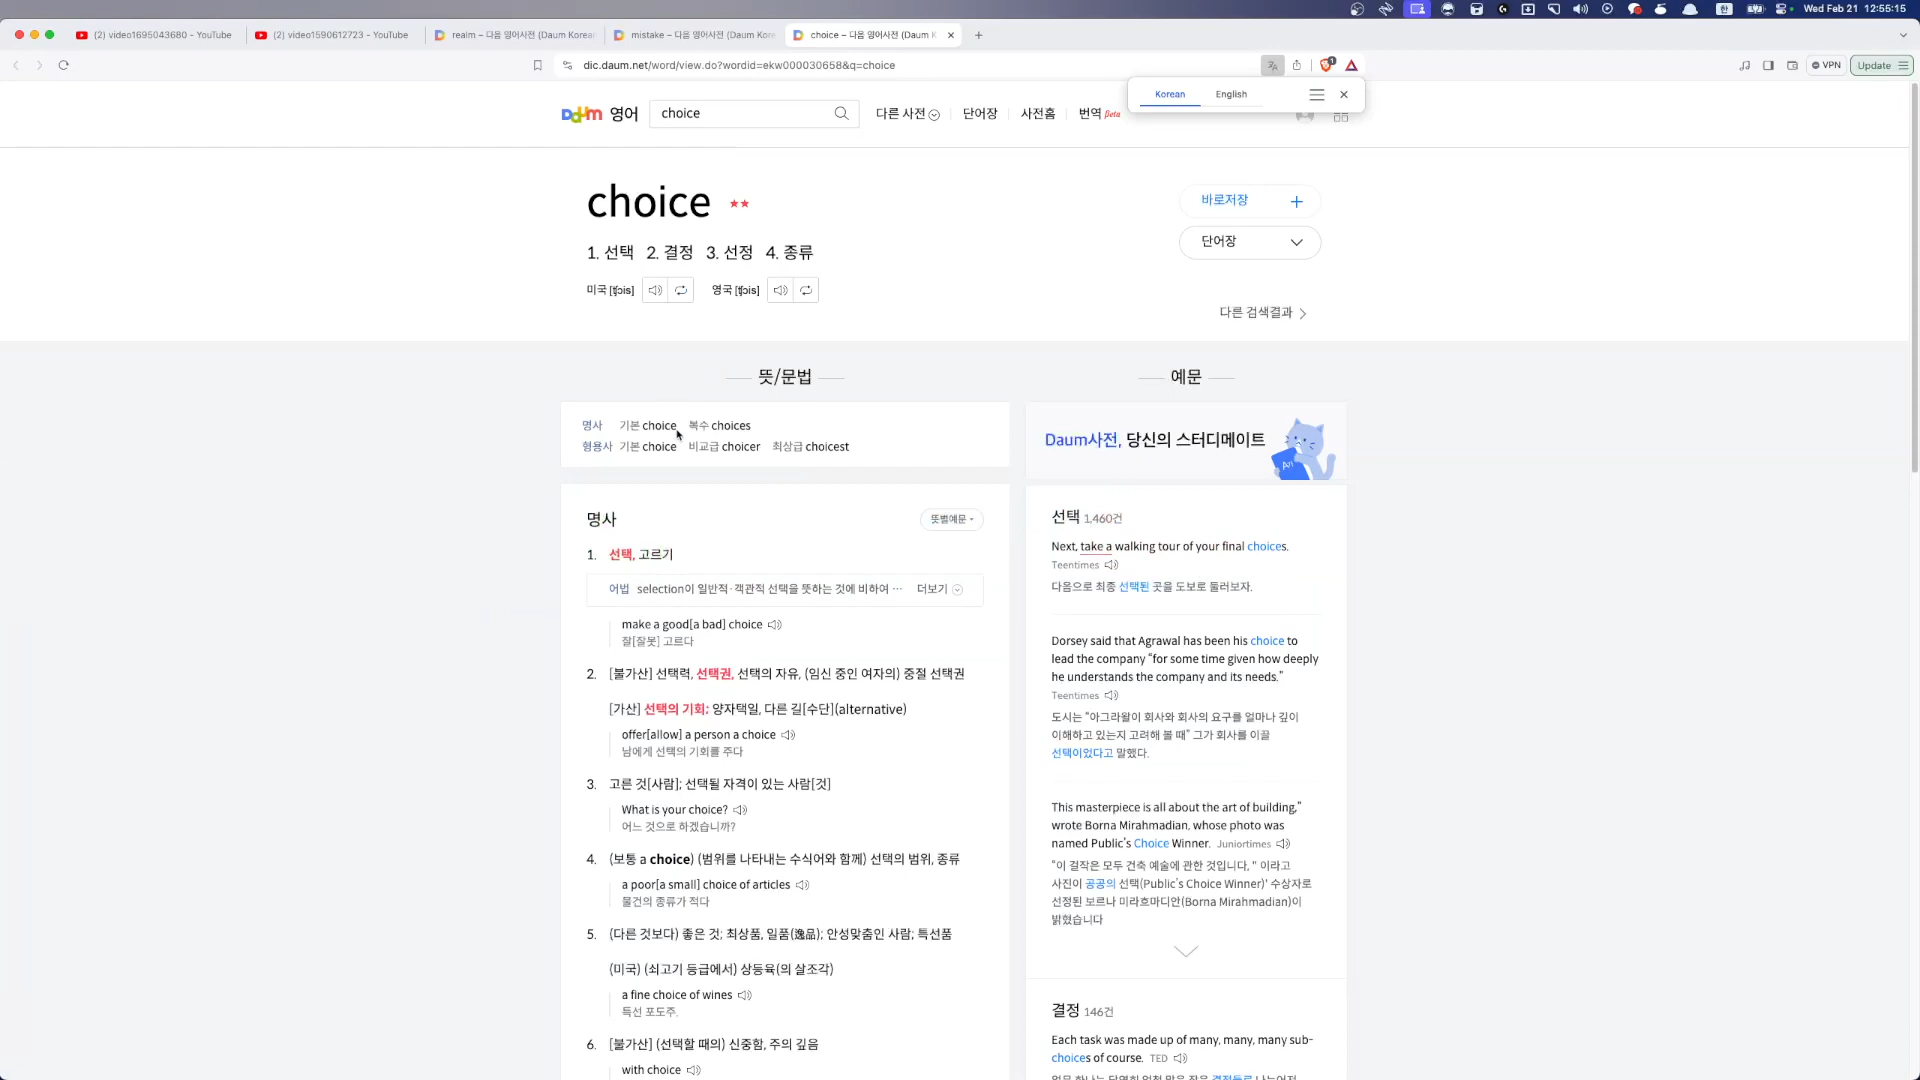 Wed Feb 21 12:55:15
(2) video1695043680 - YouTube
(2) video1590612723 - YouTube
realm – 다음 영어사전 (Daum Korea
mistake – 다음 영어사전 (Daum Kore
choice – 다음 영어사전 (Daum K
dic.daum.net/word/view.do?wordid=ekw000030658&q=choice
VPN
Update
Korean English
Daum 영어
choice
다른 사전
단어장
사전홈
번역 Beta
choice
바로저장
1. 선택 2. 결정 3. 선정 4. 종류
단어장
미국 [tʃɔis] 영국 [tʃɔis]
다른 검색결과
뜻/문법
명사 기본 choice 복수 choices
형용사 기본 choice 비교급 choicer 최상급 choicest
명사
뜻별예문
1. 선택, 고르기
어법 selection이 일반적·객관적 선택을 뜻하는 것에 비하여 ··· 더보기
make a good[a bad] choice
잘[잘못] 고르다
2. [불가산] 선택력, 선택권, 선택의 자유, (임신 중인 여자의) 중절 선택권
[가산] 선택의 기회; 양자택일, 다른 길[수단](alternative)
offer[allow] a person a choice
남에게 선택의 기회를 주다
3. 고른 것[사람]; 선택될 자격이 있는 사람[것]
What is your choice?
어느 것으로 하겠습니까?
4. (보통 a choice) (범위를 나타내는 수식어와 함께) 선택의 범위, 종류
a poor[a small] choice of articles
물건의 종류가 적다
5. (다른 것보다) 좋은 것; 최상품, 일품(逸品); 안성맞춤인 사람; 특선품
(미국) (쇠고기 등급에서) 상등육(의 살조각)
a fine choice of wines
특선 포도주.
6. [불가산] (선택할 때의) 신중함, 주의 깊음
with choice
예문
Daum사전, 당신의 스터디메이트
선택 1,460건
Next, take a walking tour of your final choices.
Teentimes
다음으로 최종 선택된 곳을 도보로 둘러보자.
Dorsey said that Agrawal has been his choice to
lead the company “for some time given how deeply
he understands the company and its needs.”
Teentimes
도시는 “아그라왈이 회사와 회사의 요구를 얼마나 깊이
이해하고 있는지 고려해 볼 때” 그가 회사를 이끌
선택이었다고 말했다.
This masterpiece is all about the art of building,”
wrote Borna Mirahmadian, whose photo was
named Public’s Choice Winner. Juniortimes
“이 걸작은 모두 건축 예술에 관한 것입니다, " 이라고
사진이 공공의 선택(Public’s Choice Winner)' 수상자로
선정된 보르나 미라흐마디안(Borna Mirahmadian)이
밝혔습니다
결정 146건
Each task was made up of many, many, many sub-
choices of course. TED